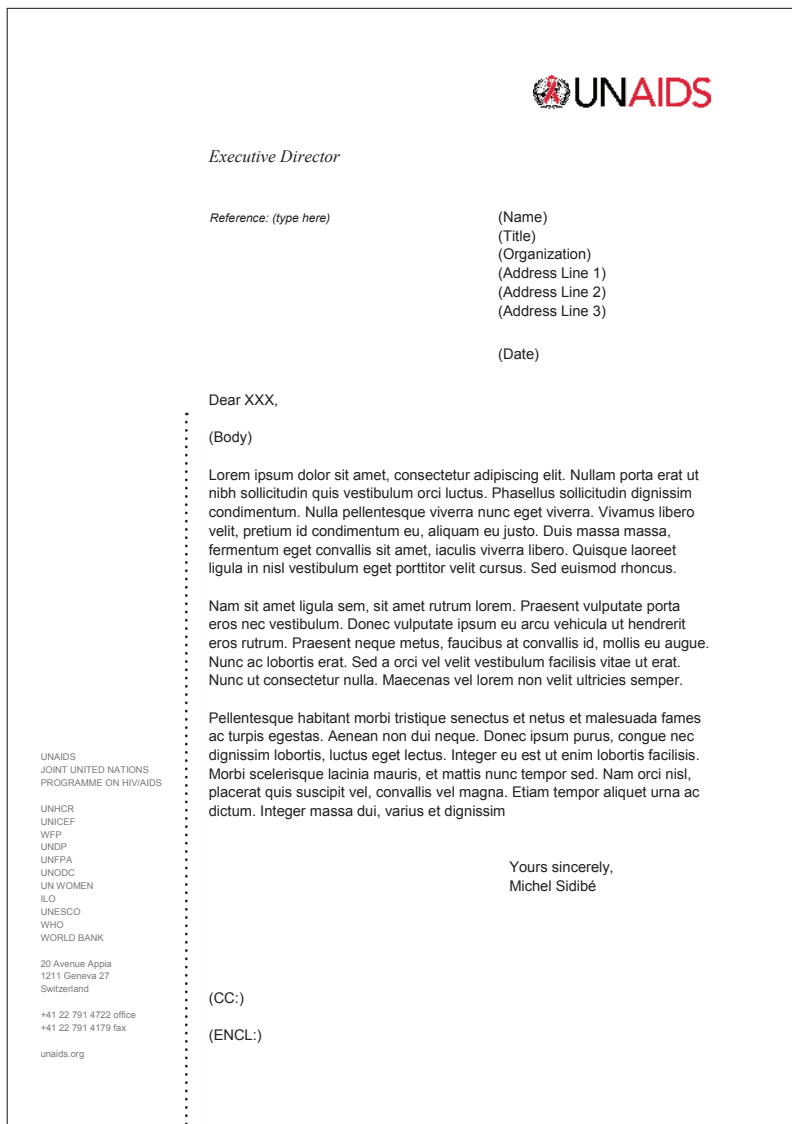 UNAIDS
Executive Director
Reference: (type here)
(Name)
(Title)
(Organization)
(Address Line 1)
(Address Line 2)
(Address Line 3)
(Date)
Dear XXX,
(Body)
Lorem ipsum dolor sit amet, consectetur adipiscing elit. Nullam porta erat ut
nibh sollicitudin quis vestibulum orci luctus. Phasellus sollicitudin dignissim
condimentum. Nulla pellentesque viverra nunc eget viverra. Vivamus libero
velit, pretium id condimentum eu, aliquam eu justo. Duis massa massa,
fermentum eget convallis sit amet, iaculis viverra libero. Quisque laoreet
ligula in nisl vestibulum eget porttitor velit cursus. Sed euismod rhoncus.
Nam sit amet ligula sem, sit amet rutrum lorem. Praesent vulputate porta
eros nec vestibulum. Donec vulputate ipsum eu arcu vehicula ut hendrerit
eros rutrum. Praesent neque metus, faucibus at convallis id, mollis eu augue.
Nunc ac lobortis erat. Sed a orci vel velit vestibulum facilisis vitae ut erat.
Nunc ut consectetur nulla. Maecenas vel lorem non velit ultricies semper.
Pellentesque habitant morbi tristique senectus et netus et malesuada fames
ac turpis egestas. Aenean non dui neque. Donec ipsum purus, congue nec
dignissim lobortis, luctus eget lectus. Integer eu est ut enim lobortis facilisis.
Morbi scelerisque lacinia mauris, et mattis nunc tempor sed. Nam orci nisl,
placerat quis suscipit vel, convallis vel magna. Etiam tempor aliquet urna ac
dictum. Integer massa dui, varius et dignissim
Yours sincerely,
Michel Sidibé
(CC:)
(ENCL:)
UNAIDS
JOINT UNITED NATIONS
PROGRAMME ON HIV/AIDS
UNHCR
UNICEF
WFP
UNDP
UNFPA
UNODC
UN WOMEN
ILO
UNESCO
WHO
WORLD BANK
20 Avenue Appia
1211 Geneva 27
Switzerland
+41 22 791 4722 office
+41 22 791 4179 fax
unaids.org